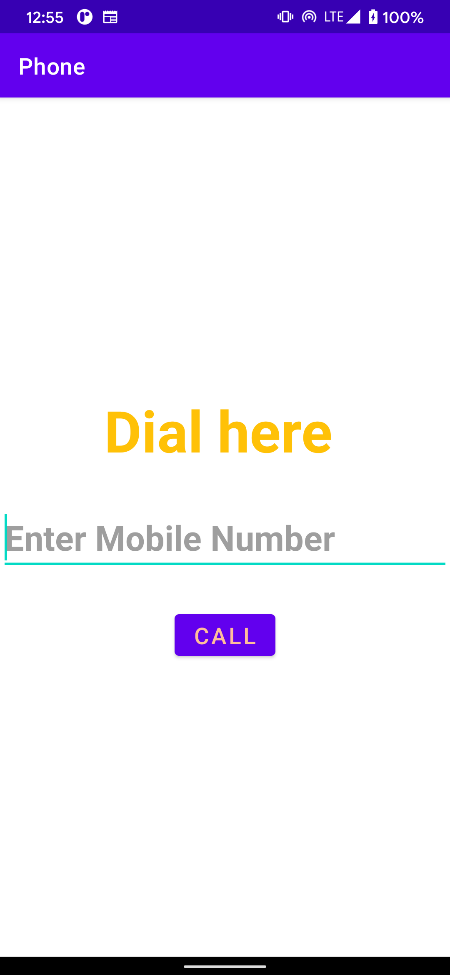 12:55 LTE 100%
Phone
Dial here
Enter Mobile Number
CALL